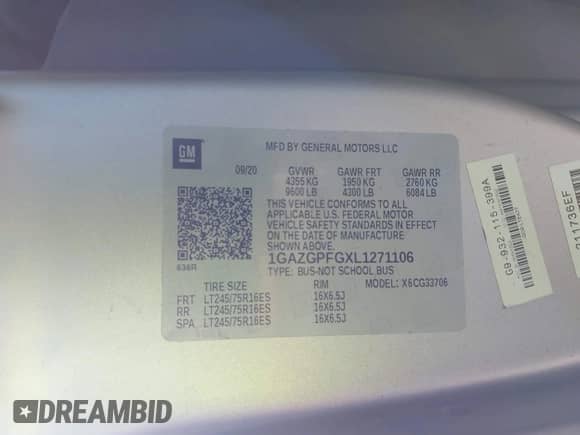 GM
MFD BY GENERAL MOTORS LLC
09/20 GVWR GAWR FRT GAWR RR
4355 KG 1950 KG 2760 KG
9600 LB 4300 LB 6084 LB
THIS VEHICLE CONFORMS TO ALL
APPLICABLE U.S. FEDERAL MOTOR
VEHICLE SAFETY STANDARDS IN EFFECT
ON THE DATE OF MANUFACTURE
SHOWN ABOVE.
1GAZGPFGXL1271106
636R
TYPE: BUS-NOT SCHOOL BUS
TIRE SIZE RIM MODEL: X6CG33706
FRT LT245/75R16ES 16X6.5J
RR LT245/75R16ES 16X6.5J
SPA LT245/75R16ES 16X6.5J
G9-932-115-399A
211736EF
DREAMBID